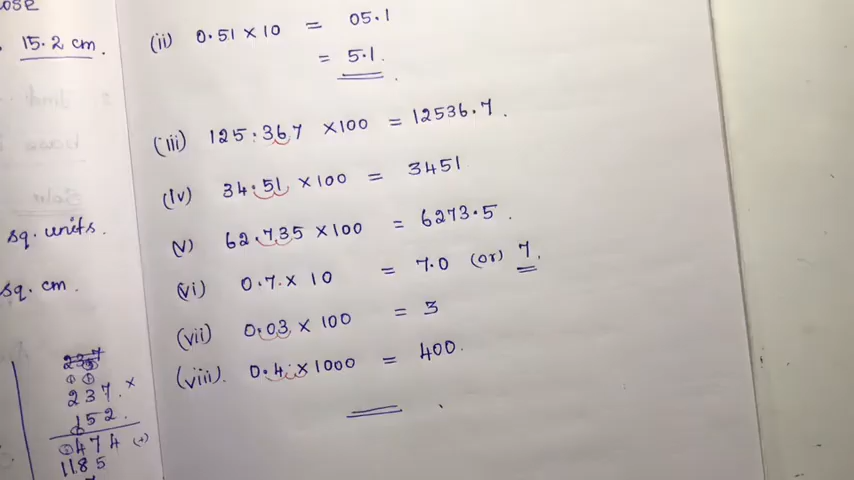 15.2 cm.
sq. units.
sq. cm.
237 x
152.
474 (+)
1185
(ii) 0.51 × 10 = 05.1
= 5.1.
(iii) 125.367 ×100 = 12536.7.
(iv) 34.51 × 100 = 3451
(v) 62.735 × 100 = 6273.5.
(vi) 0.7 × 10 = 7.0 (or) 7.
(vii) 0.03 × 100 = 3
(viii). 0.4 × 1000 = 400.